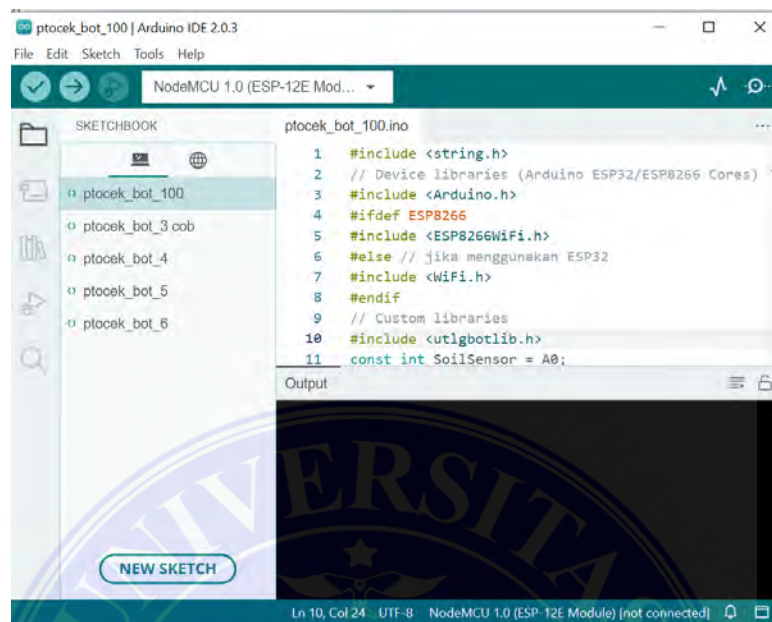 ptocek_bot_100 | Arduino IDE 2.0.3
File Edit Sketch Tools Help
NodeMCU 1.0 (ESP-12E Mod...
SKETCHBOOK
ptocek_bot_100
ptocek_bot_3 cob
ptocek_bot_4
ptocek_bot_5
ptocek_bot_6
NEW SKETCH
ptocek_bot_100.ino
...
1 #include <string.h>
2 // Device libraries (Arduino ESP32/ESP8266 Cores)
3 #include <Arduino.h>
4 #ifdef ESP8266
5 #include <ESP8266WiFi.h>
6 #else // jika menggunakan ESP32
7 #include <WiFi.h>
8 #endif
9 // Custom libraries
10 #include <utlgbotlib.h>
11 const int SoilSensor = A0;
Output
UNIVERSITAS
Ln 10, Col 24 UTF-8 NodeMCU 1.0 (ESP-12E Module) [not connected]